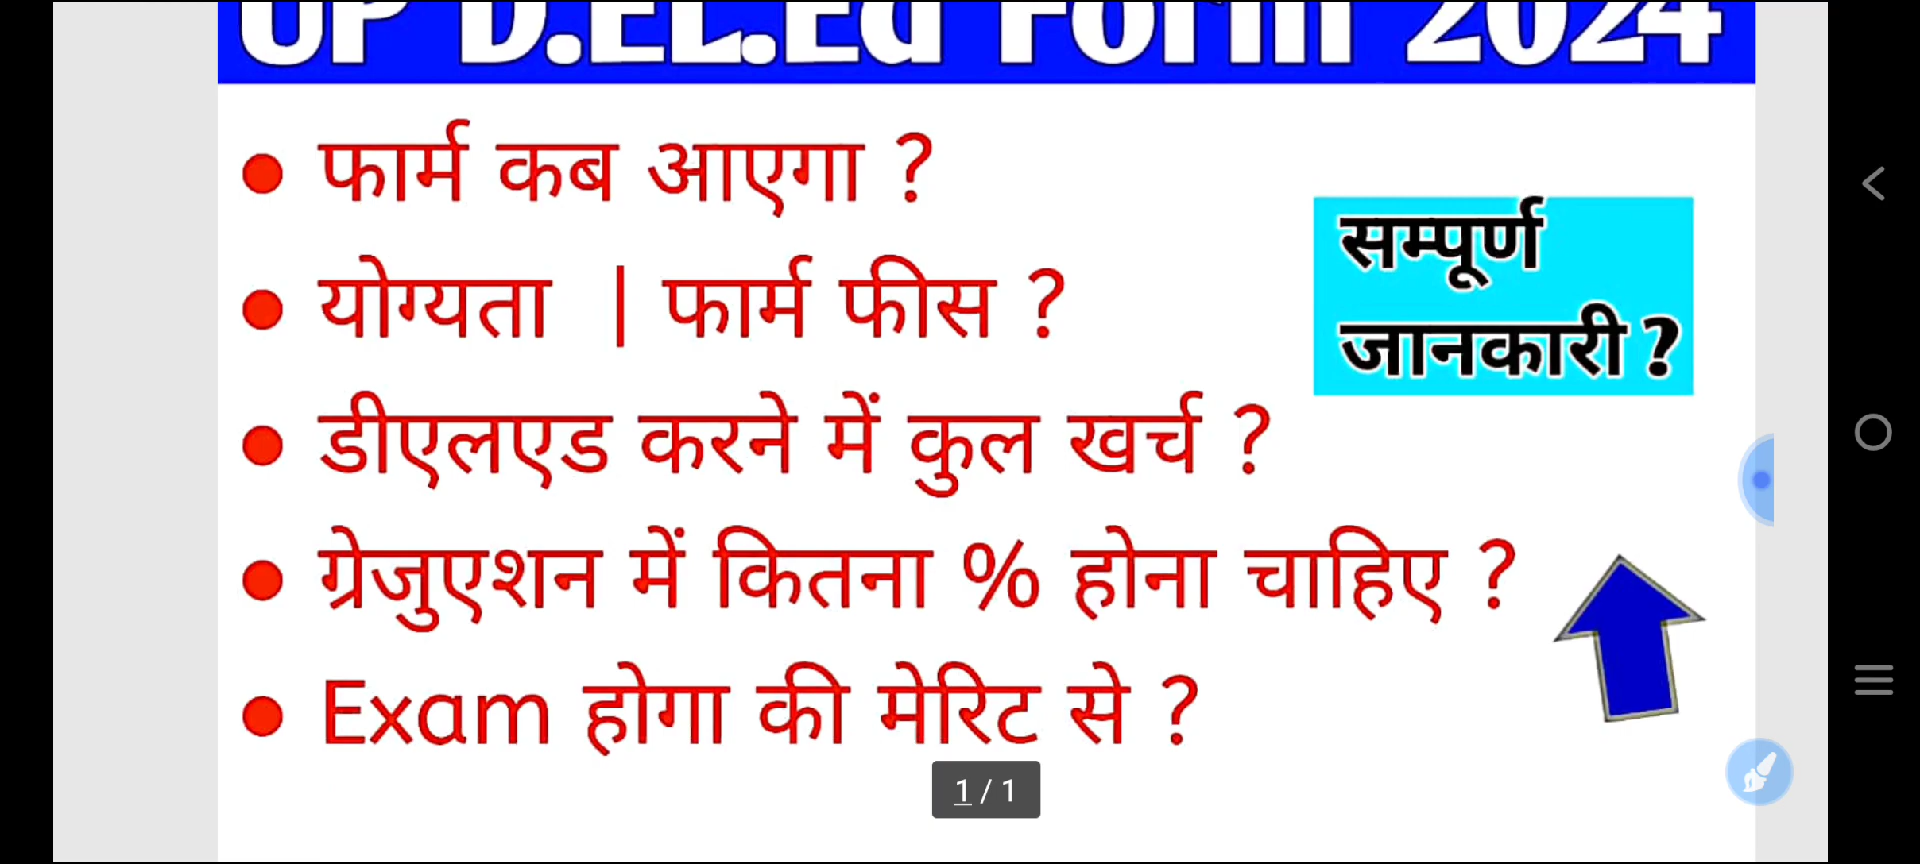 UP D.EL.Ed Form 2024
• फार्म कब आएगा ?
• योग्यता | फार्म फीस ?
सम्पूर्ण
जानकारी ?
• डीएलएड करने में कुल खर्च ?
• ग्रेजुएशन में कितना % होना चाहिए ?
• Exam होगा की मेरिट से ?
1 / 1